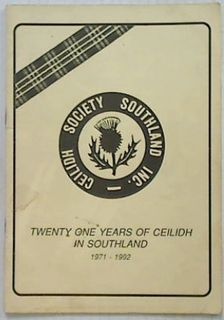 CEILIDH SOCIETY SOUTHLAND INC.
TWENTY ONE YEARS OF CEILIDH
IN SOUTHLAND
1971 - 1992